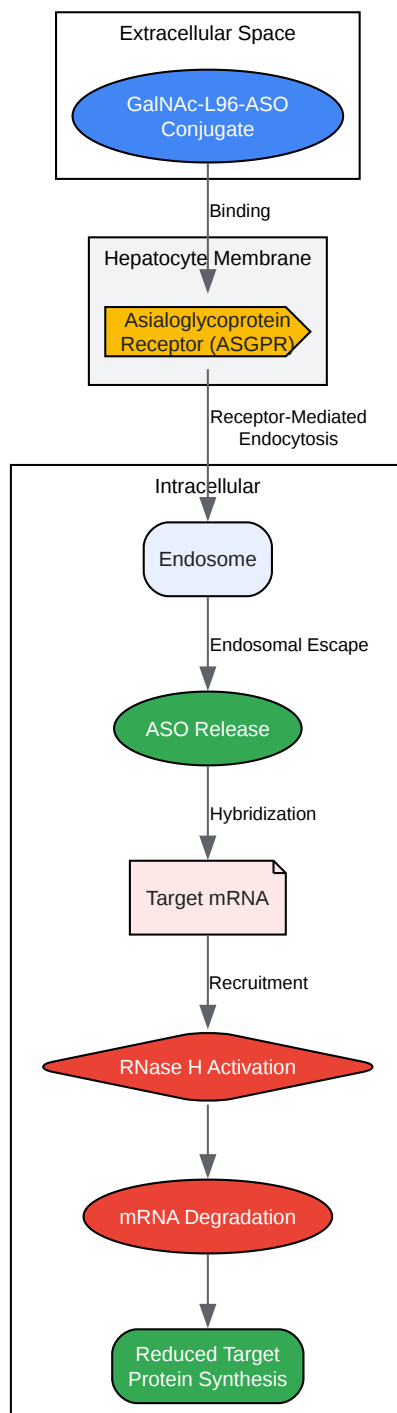 Extracellular Space
GalNAc-L96-ASO
Conjugate
Binding
Hepatocyte Membrane
Asialoglycoprotein
Receptor (ASGPR)
Receptor-Mediated
Endocytosis
Intracellular
Endosome
Endosomal Escape
ASO Release
Hybridization
Target mRNA
Recruitment
RNase H Activation
mRNA Degradation
Reduced Target
Protein Synthesis